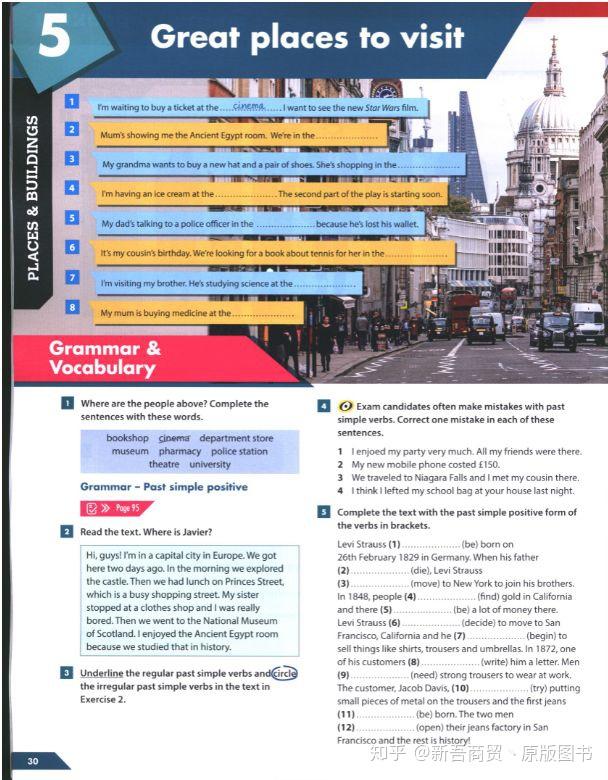 5
Great places to visit
PLACES & BUILDINGS
1 I'm waiting to buy a ticket at the .....cinema..... . I want to see the new Star Wars film.
2 Mum's showing me the Ancient Egypt room. We're in the ....................
3 My grandma wants to buy a new hat and a pair of shoes. She's shopping in the ....................
4 I'm having an ice cream at the .................... . The second part of the play is starting soon.
5 My dad's talking to a police officer in the .................... because he's lost his wallet.
6 It's my cousin's birthday. We're looking for a book about tennis for her in the ....................
7 I'm visiting my brother. He's studying science at the ....................
8 My mum is buying medicine at the ....................
Grammar &
Vocabulary
1 Where are the people above? Complete the
sentences with these words.
bookshop cinema department store
museum pharmacy police station
theatre university
Grammar – Past simple positive
Page 95
2 Read the text. Where is Javier?
Hi, guys! I'm in a capital city in Europe. We got
here two days ago. In the morning we explored
the castle. Then we had lunch on Princes Street,
which is a busy shopping street. My sister
stopped at a clothes shop and I was really
bored. Then we went to the National Museum
of Scotland. I enjoyed the Ancient Egypt room
because we studied that in history.
3 Underline the regular past simple verbs and circle
the irregular past simple verbs in the text in
Exercise 2.
4 Exam candidates often make mistakes with past
simple verbs. Correct one mistake in each of these
sentences.
1 I enjoied my party very much. All my friends were there.
2 My new mobile phone costed £150.
3 We traveled to Niagara Falls and I met my cousin there.
4 I think I lefted my school bag at your house last night.
5 Complete the text with the past simple positive form of
the verbs in brackets.
Levi Strauss (1) .................... (be) born on
26th February 1829 in Germany. When his father
(2) .................... (die), Levi Strauss
(3) .................... (move) to New York to join his brothers.
In 1848, people (4) .................... (find) gold in California
and there (5) .................... (be) a lot of money there.
Levi Strauss (6) .................... (decide) to move to San
Francisco, California and he (7) .................... (begin) to
sell things like shirts, trousers and umbrellas. In 1872, one
of his customers (8) .................... (write) him a letter. Men
(9) .................... (need) strong trousers to wear at work.
The customer, Jacob Davis, (10) .................... (try) putting
small pieces of metal on the trousers and the first jeans
(11) .................... (be) born. The two men
(12) .................... (open) their jeans factory in San
Francisco and the rest is history!
30
知乎 @新吾商贸·原版图书